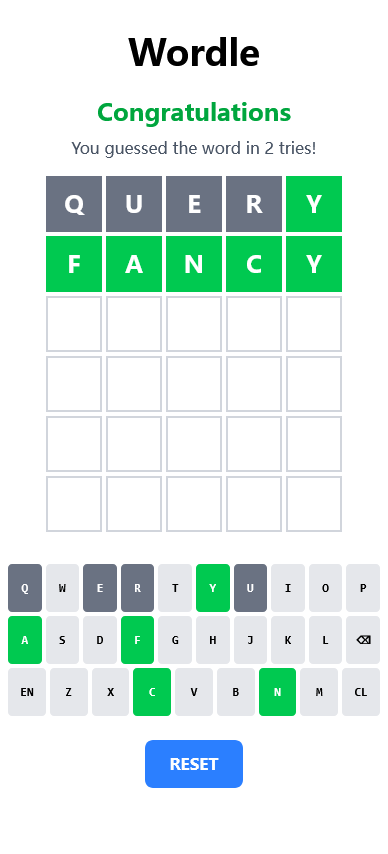 Wordle
Congratulations
You guessed the word in 2 tries!
Q U E R Y
F A N C Y
Q W E R T Y U I O P
A S D F G H J K L ⌫
EN Z X C V B N M CL
RESET